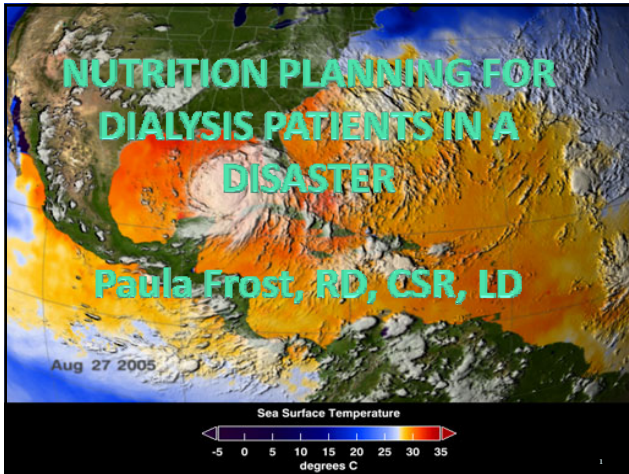 NUTRITION PLANNING FOR
DIALYSIS PATIENTS IN A
DISASTER
Paula Frost, RD, CSR, LD
Aug 27 2005
Sea Surface Temperature
-5 0 5 10 15 20 25 30 35
degrees C
1